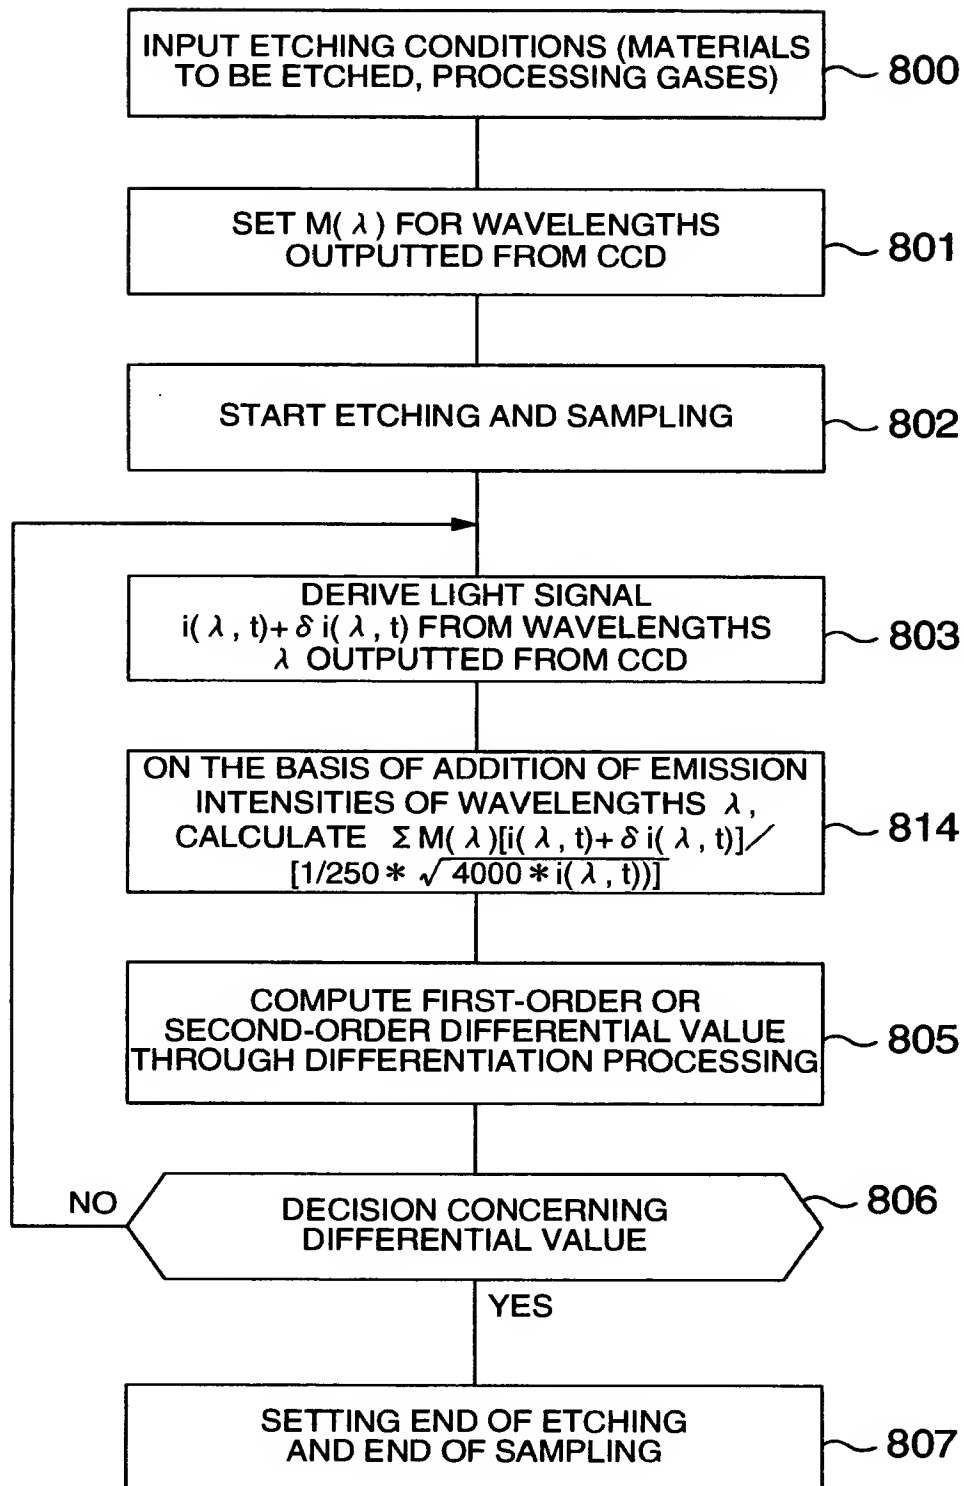 INPUT ETCHING CONDITIONS (MATERIALS
TO BE ETCHED, PROCESSING GASES)
800
SET M( λ ) FOR WAVELENGTHS
OUTPUTTED FROM CCD
801
START ETCHING AND SAMPLING
802
DERIVE LIGHT SIGNAL
i( λ , t)+ δ i( λ , t) FROM WAVELENGTHS
λ OUTPUTTED FROM CCD
803
ON THE BASIS OF ADDITION OF EMISSION
INTENSITIES OF WAVELENGTHS λ ,
CALCULATE Σ M( λ )[i( λ , t)+ δ i( λ , t)]/
[1/250 * √ 4000 * i( λ , t))]
814
COMPUTE FIRST-ORDER OR
SECOND-ORDER DIFFERENTIAL VALUE
THROUGH DIFFERENTIATION PROCESSING
805
NO
DECISION CONCERNING
DIFFERENTIAL VALUE
806
YES
SETTING END OF ETCHING
AND END OF SAMPLING
807